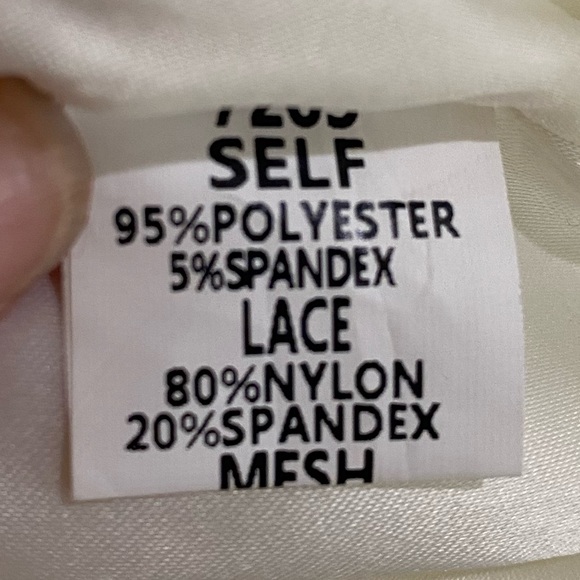 SELF
95%POLYESTER
5%SPANDEX
LACE
80%NYLON
20%SPANDEX
MESH